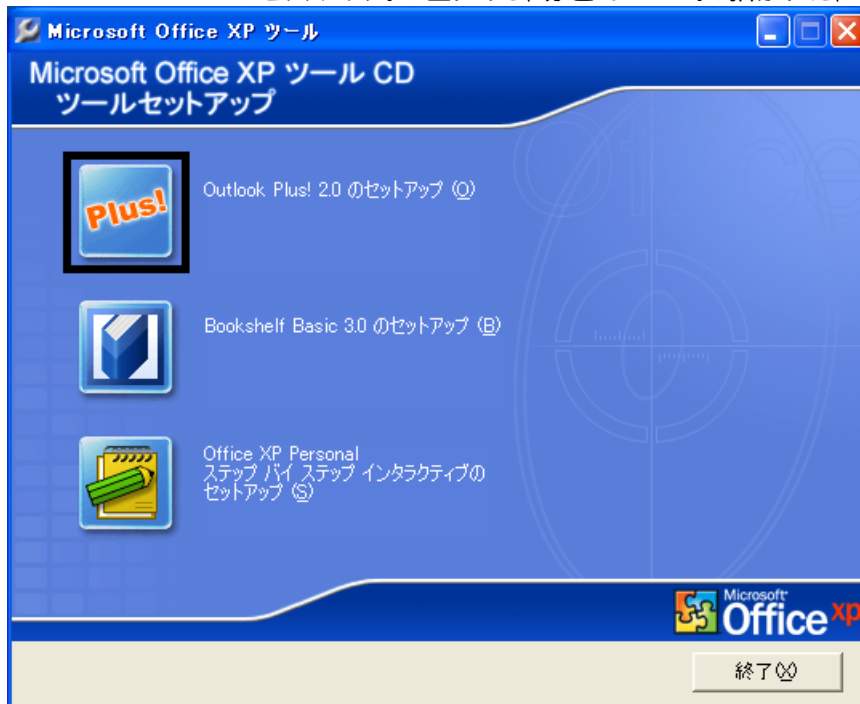 Microsoft Office XP ツール
Microsoft Office XP ツール CD
ツールセットアップ
Plus!
Outlook Plus! 2.0 のセットアップ (O)
Bookshelf Basic 3.0 のセットアップ (B)
Office XP Personal
ステップ バイ ステップ インタラクティブの
セットアップ (S)
Office
Microsoft
Office xp
終了(X)